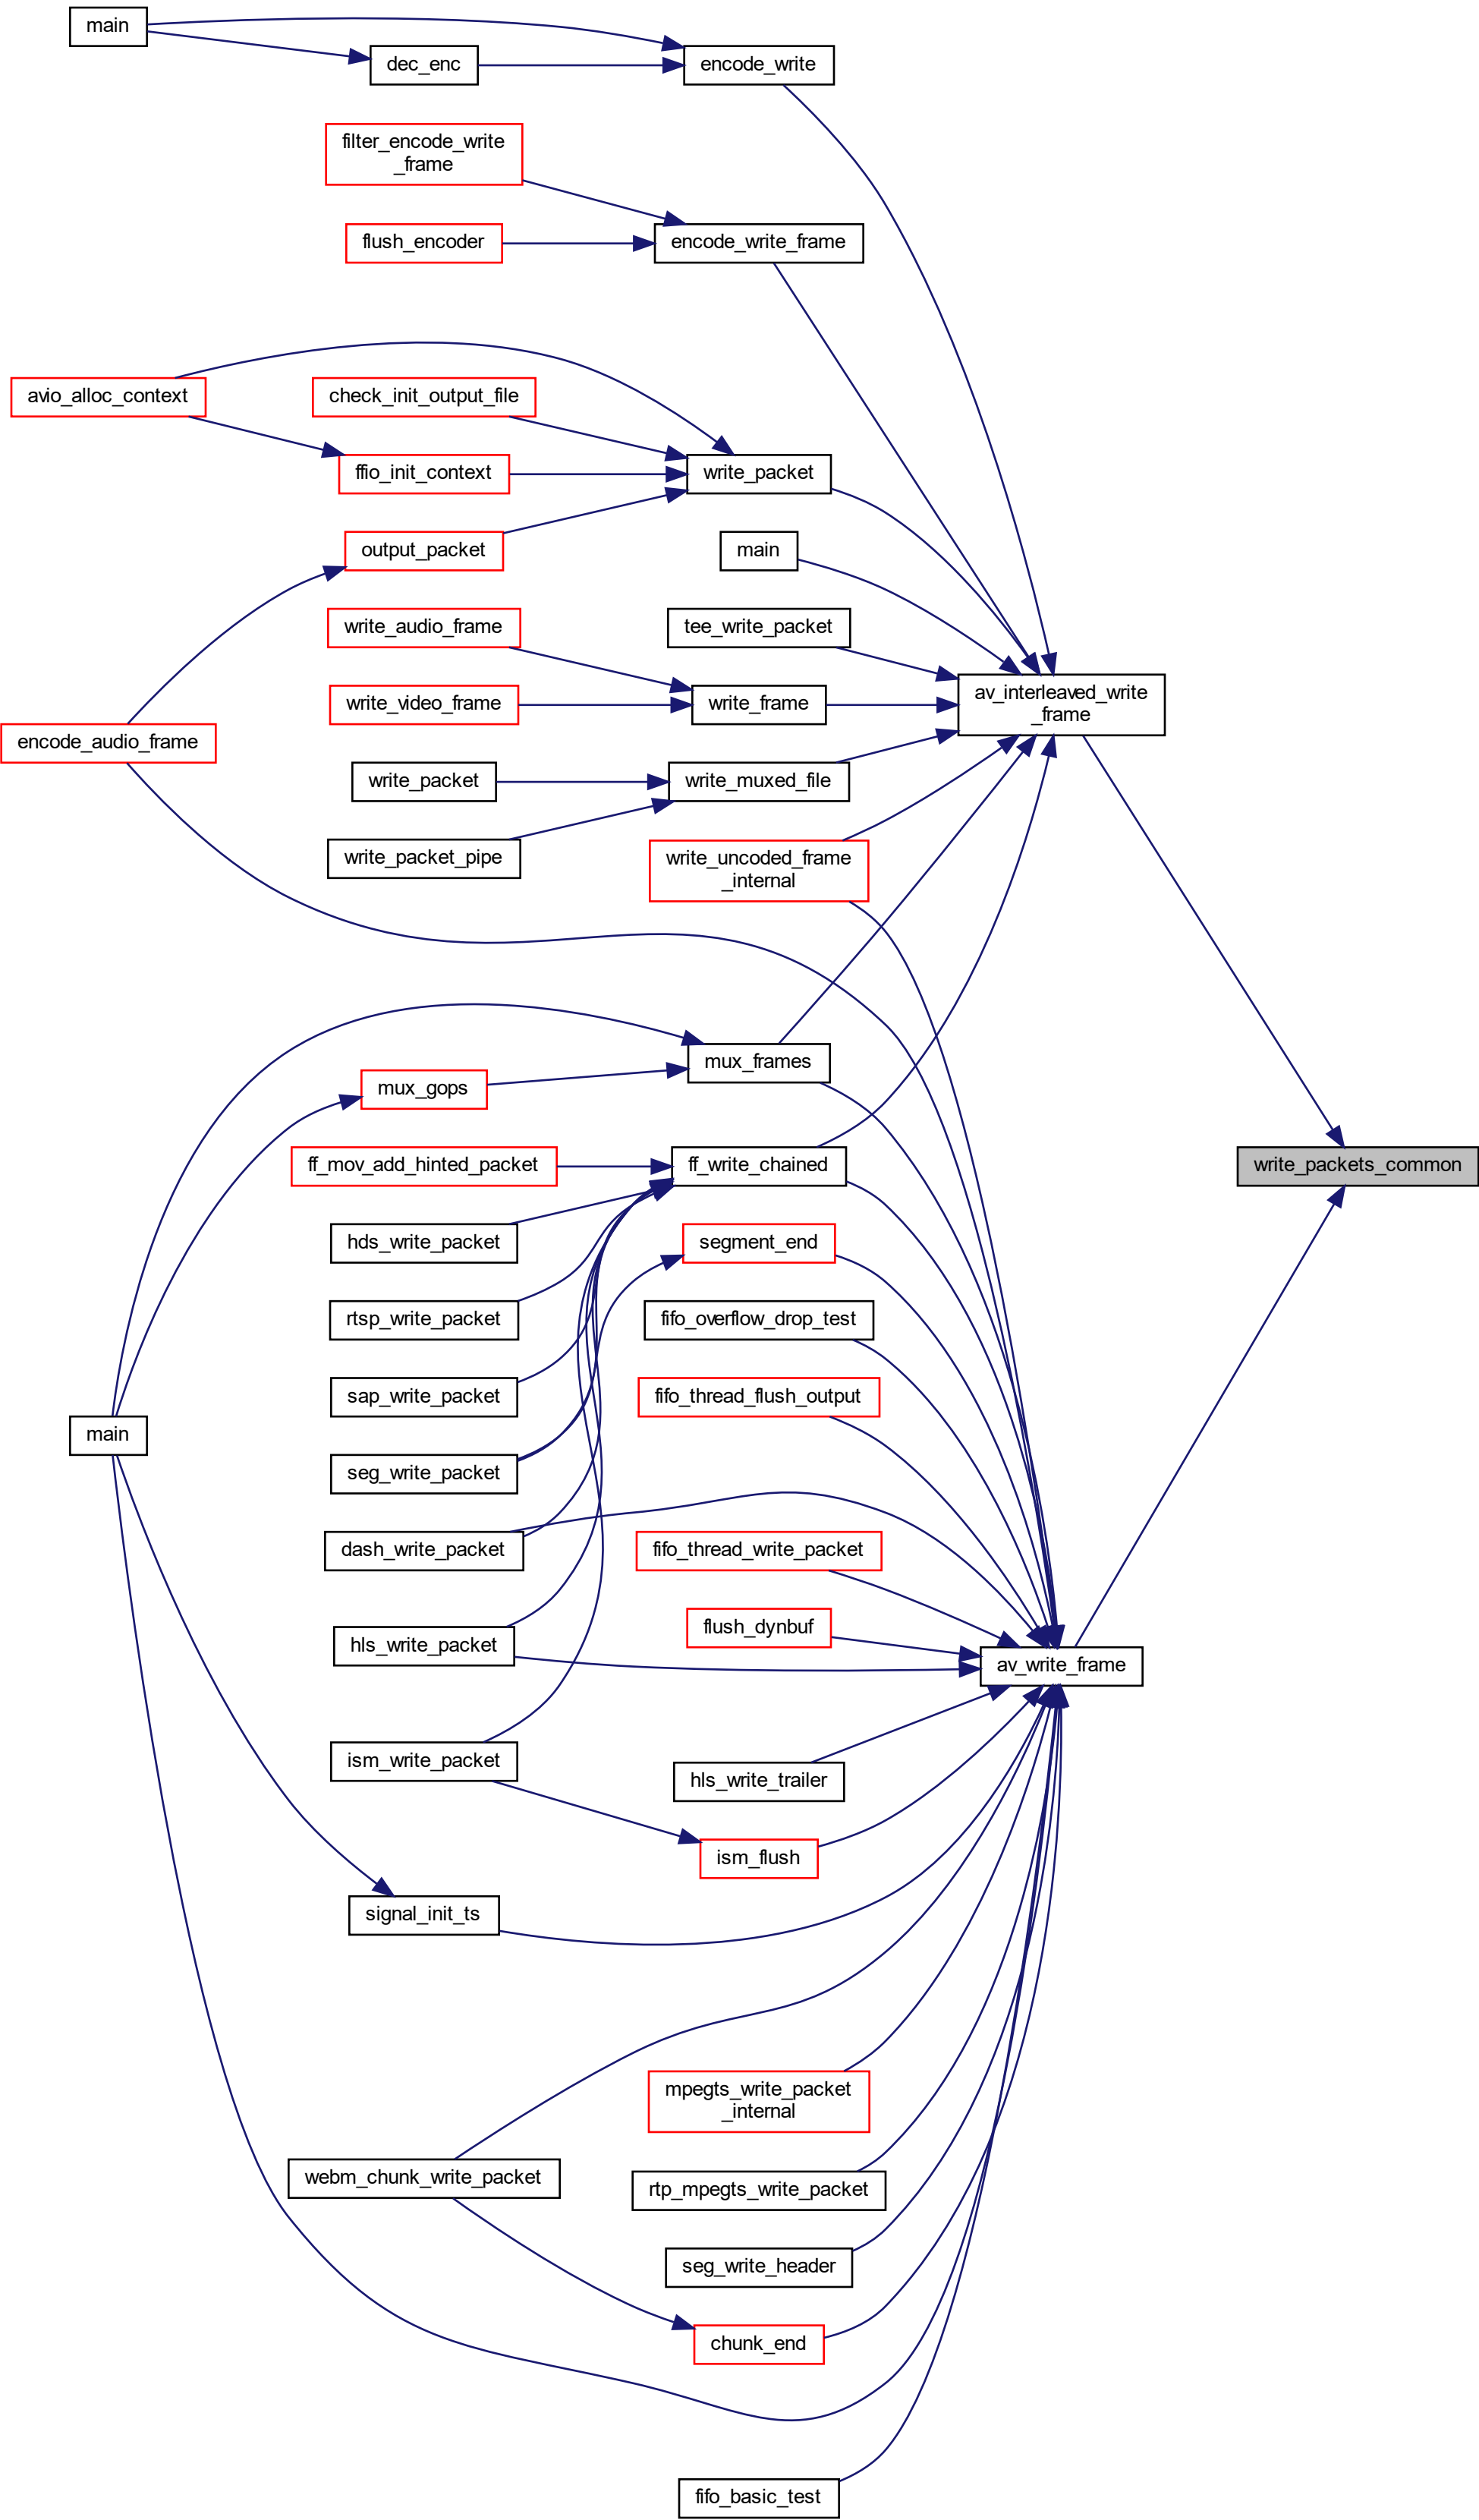 main
dec_enc
encode_write
filter_encode_write
_frame
flush_encoder
encode_write_frame
avio_alloc_context
check_init_output_file
ffio_init_context
write_packet
output_packet
main
write_audio_frame
tee_write_packet
write_video_frame
write_frame
av_interleaved_write
_frame
encode_audio_frame
write_packet
write_muxed_file
write_packet_pipe
write_uncoded_frame
_internal
mux_frames
mux_gops
ff_mov_add_hinted_packet
ff_write_chained
write_packets_common
hds_write_packet
segment_end
rtsp_write_packet
fifo_overflow_drop_test
sap_write_packet
fifo_thread_flush_output
main
seg_write_packet
dash_write_packet
fifo_thread_write_packet
hls_write_packet
flush_dynbuf
av_write_frame
ism_write_packet
hls_write_trailer
ism_flush
signal_init_ts
mpegts_write_packet
_internal
webm_chunk_write_packet
rtp_mpegts_write_packet
seg_write_header
chunk_end
fifo_basic_test